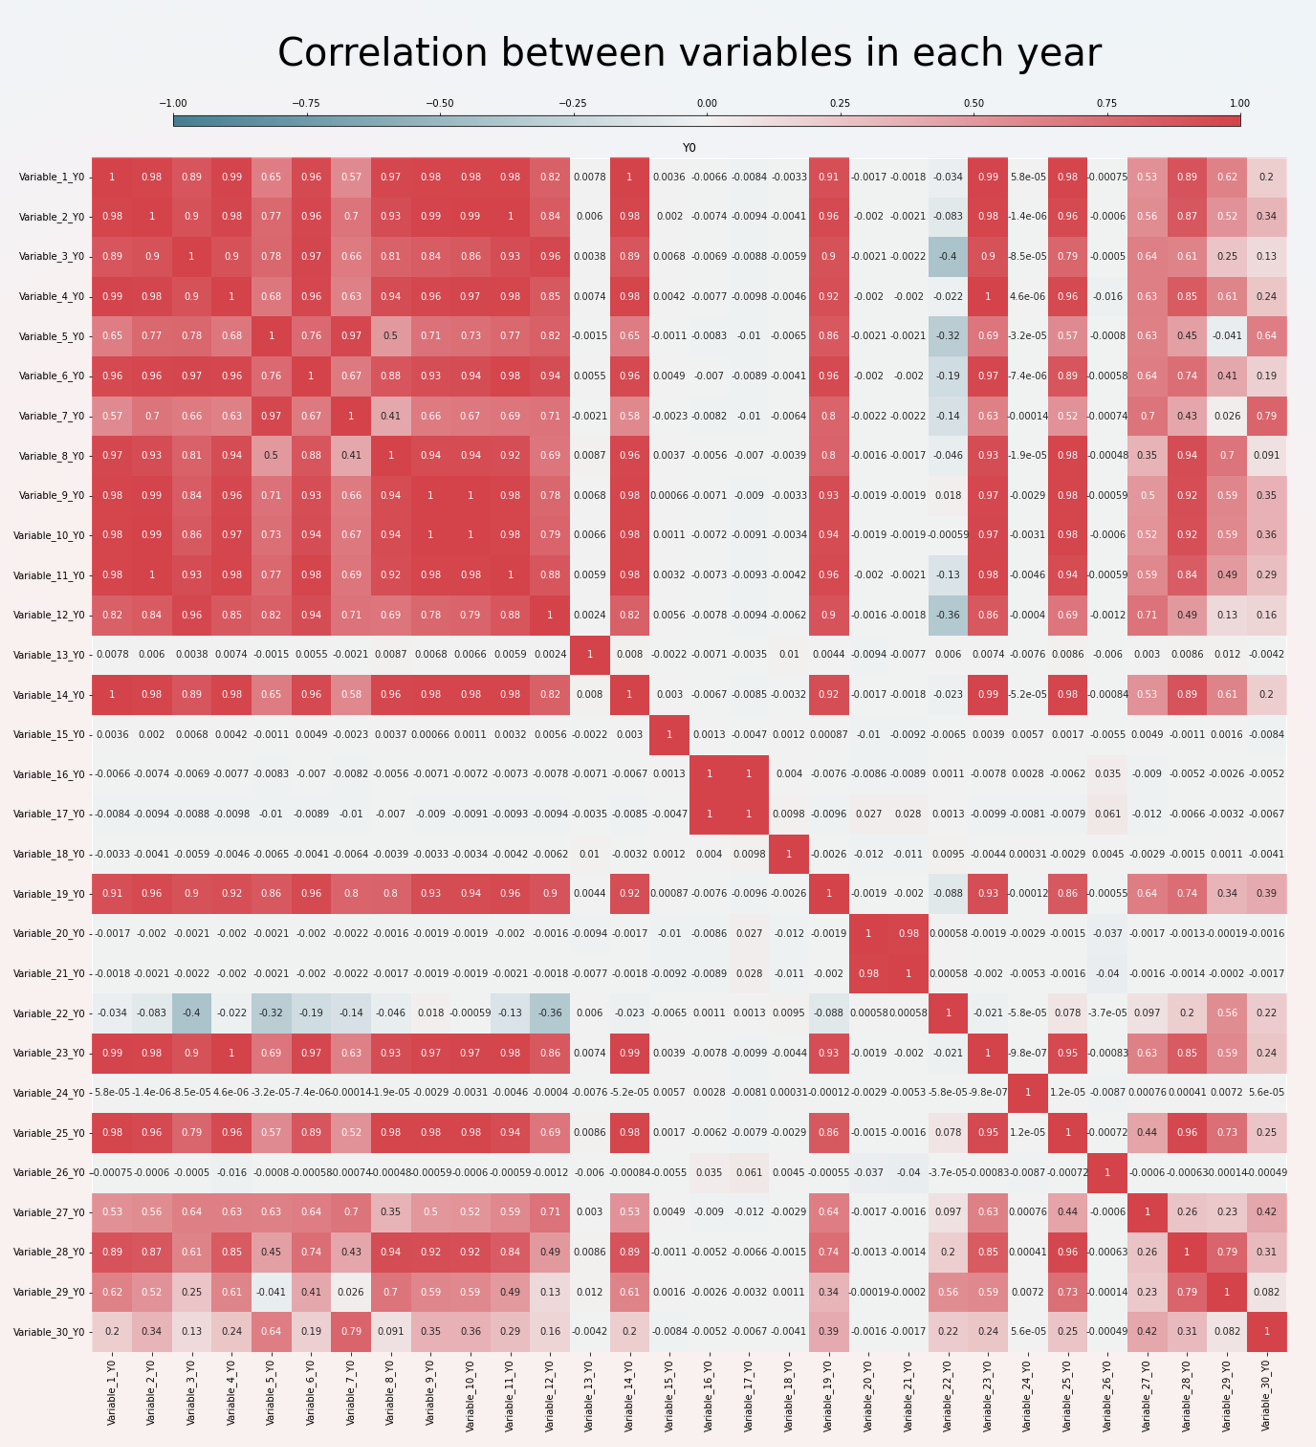 Correlation between variables in each year
−1.00 −0.75 −0.50 −0.25 0.00 0.25 0.50 0.75 1.00
Y0
Variable_1_Y0 1 0.98 0.89 0.99 0.65 0.96 0.57 0.97 0.98 0.98 0.98 0.82 0.0078 1 0.0036 -0.0066 -0.0084 -0.0033 0.91 -0.0017 -0.0018 -0.034 0.99 5.8e-05 0.98 -0.00075 0.53 0.89 0.62 0.2
Variable_2_Y0 0.98 1 0.9 0.98 0.77 0.96 0.7 0.93 0.99 0.99 1 0.84 0.006 0.98 0.002 -0.0074 -0.0094 -0.0041 0.96 -0.002 -0.0021 -0.083 0.98 -1.4e-06 0.96 -0.0006 0.56 0.87 0.52 0.34
Variable_3_Y0 0.89 0.9 1 0.9 0.78 0.97 0.66 0.81 0.84 0.86 0.93 0.96 0.0038 0.89 0.0068 -0.0069 -0.0088 -0.0059 0.9 -0.0021 -0.0022 -0.4 0.9 -8.5e-05 0.79 -0.0005 0.64 0.61 0.25 0.13
Variable_4_Y0 0.99 0.98 0.9 1 0.68 0.96 0.63 0.94 0.96 0.97 0.98 0.85 0.0074 0.98 0.0042 -0.0077 -0.0098 -0.0046 0.92 -0.002 -0.002 -0.022 1 4.6e-06 0.96 -0.016 0.63 0.85 0.61 0.24
Variable_5_Y0 0.65 0.77 0.78 0.68 1 0.76 0.97 0.5 0.71 0.73 0.77 0.82 -0.0015 0.65 -0.0011 -0.0083 -0.01 -0.0065 0.86 -0.0021 -0.0021 -0.32 0.69 -3.2e-05 0.57 -0.0008 0.63 0.45 -0.041 0.64
Variable_6_Y0 0.96 0.96 0.97 0.96 0.76 1 0.67 0.88 0.93 0.94 0.98 0.94 0.0055 0.96 0.0049 -0.007 -0.0089 -0.0041 0.96 -0.002 -0.002 -0.19 0.97 -7.4e-06 0.89 -0.00058 0.64 0.74 0.41 0.19
Variable_7_Y0 0.57 0.7 0.66 0.63 0.97 0.67 1 0.41 0.66 0.67 0.69 0.71 -0.0021 0.58 -0.0023 -0.0082 -0.01 -0.0064 0.8 -0.0022 -0.0022 -0.14 0.63 -0.00014 0.52 -0.00074 0.7 0.43 0.026 0.79
Variable_8_Y0 0.97 0.93 0.81 0.94 0.5 0.88 0.41 1 0.94 0.94 0.92 0.69 0.0087 0.96 0.0037 -0.0056 -0.007 -0.0039 0.8 -0.0016 -0.0017 -0.046 0.93 -1.9e-05 0.98 -0.00048 0.35 0.94 0.7 0.091
Variable_9_Y0 0.98 0.99 0.84 0.96 0.71 0.93 0.66 0.94 1 1 0.98 0.78 0.0068 0.98 0.00066 -0.0071 -0.009 -0.0033 0.93 -0.0019 -0.0019 0.018 0.97 -0.0029 0.98 -0.00059 0.5 0.92 0.59 0.35
Variable_10_Y0 0.98 0.99 0.86 0.97 0.73 0.94 0.67 0.94 1 1 0.98 0.79 0.0066 0.98 0.0011 -0.0072 -0.0091 -0.0034 0.94 -0.0019 -0.0019 -0.00059 0.97 -0.0031 0.98 -0.0006 0.52 0.92 0.59 0.36
Variable_11_Y0 0.98 1 0.93 0.98 0.77 0.98 0.69 0.92 0.98 0.98 1 0.88 0.0059 0.98 0.0032 -0.0073 -0.0093 -0.0042 0.96 -0.002 -0.0021 -0.13 0.98 -0.0046 0.94 -0.00059 0.59 0.84 0.49 0.29
Variable_12_Y0 0.82 0.84 0.96 0.85 0.82 0.94 0.71 0.69 0.78 0.79 0.88 1 0.0024 0.82 0.0056 -0.0078 -0.0094 -0.0062 0.9 -0.0016 -0.0018 -0.36 0.86 -0.0004 0.69 -0.0012 0.71 0.49 0.13 0.16
Variable_13_Y0 0.0078 0.006 0.0038 0.0074 -0.0015 0.0055 -0.0021 0.0087 0.0068 0.0066 0.0059 0.0024 1 0.008 -0.0022 -0.0071 -0.0035 0.01 0.0044 -0.0094 -0.0077 0.006 0.0074 -0.0076 0.0086 -0.006 0.003 0.0086 0.012 -0.0042
Variable_14_Y0 1 0.98 0.89 0.98 0.65 0.96 0.58 0.96 0.98 0.98 0.98 0.82 0.008 1 0.003 -0.0067 -0.0085 -0.0032 0.92 -0.0017 -0.0018 -0.023 0.99 -5.2e-05 0.98 -0.00084 0.53 0.89 0.61 0.2
Variable_15_Y0 0.0036 0.002 0.0068 0.0042 -0.0011 0.0049 -0.0023 0.0037 0.00066 0.0011 0.0032 0.0056 -0.0022 0.003 1 0.0013 -0.0047 0.0012 0.00087 -0.01 -0.0092 -0.0065 0.0039 0.0057 0.0017 -0.0055 0.0049 -0.0011 0.0016 -0.0084
Variable_16_Y0 -0.0066 -0.0074 -0.0069 -0.0077 -0.0083 -0.007 -0.0082 -0.0056 -0.0071 -0.0072 -0.0073 -0.0078 -0.0071 -0.0067 0.0013 1 1 0.004 -0.0076 -0.0086 -0.0089 0.0011 -0.0078 0.0028 -0.0062 0.035 -0.009 -0.0052 -0.0026 -0.0052
Variable_17_Y0 -0.0084 -0.0094 -0.0088 -0.0098 -0.01 -0.0089 -0.01 -0.007 -0.009 -0.0091 -0.0093 -0.0094 -0.0035 -0.0085 -0.0047 1 1 0.0098 -0.0096 0.027 0.028 0.0013 -0.0099 -0.0081 -0.0079 0.061 -0.012 -0.0066 -0.0032 -0.0067
Variable_18_Y0 -0.0033 -0.0041 -0.0059 -0.0046 -0.0065 -0.0041 -0.0064 -0.0039 -0.0033 -0.0034 -0.0042 -0.0062 0.01 -0.0032 0.0012 0.004 0.0098 1 -0.0026 -0.012 -0.011 0.0095 -0.0044 0.00031 -0.0029 0.0045 -0.0029 -0.0015 0.0011 -0.0041
Variable_19_Y0 0.91 0.96 0.9 0.92 0.86 0.96 0.8 0.8 0.93 0.94 0.96 0.9 0.0044 0.92 0.00087 -0.0076 -0.0096 -0.0026 1 -0.0019 -0.002 -0.088 0.93 -0.00012 0.86 -0.00055 0.64 0.74 0.34 0.39
Variable_20_Y0 -0.0017 -0.002 -0.0021 -0.002 -0.0021 -0.002 -0.0022 -0.0016 -0.0019 -0.0019 -0.002 -0.0016 -0.0094 -0.0017 -0.01 -0.0086 0.027 -0.012 -0.0019 1 0.98 0.00058 -0.0019 -0.0029 -0.0015 -0.037 -0.0017 -0.0013 -0.00019 -0.0016
Variable_21_Y0 -0.0018 -0.0021 -0.0022 -0.002 -0.0021 -0.002 -0.0022 -0.0017 -0.0019 -0.0019 -0.0021 -0.0018 -0.0077 -0.0018 -0.0092 -0.0089 0.028 -0.011 -0.002 0.98 1 0.00058 -0.002 -0.0053 -0.0016 -0.04 -0.0016 -0.0014 -0.0002 -0.0017
Variable_22_Y0 -0.034 -0.083 -0.4 -0.022 -0.32 -0.19 -0.14 -0.046 0.018 -0.00059 -0.13 -0.36 0.006 -0.023 -0.0065 0.0011 0.0013 0.0095 -0.088 0.00058 0.00058 1 -0.021 -5.8e-05 0.078 -3.7e-05 0.097 0.2 0.56 0.22
Variable_23_Y0 0.99 0.98 0.9 1 0.69 0.97 0.63 0.93 0.97 0.97 0.98 0.86 0.0074 0.99 0.0039 -0.0078 -0.0099 -0.0044 0.93 -0.0019 -0.002 -0.021 1 -9.8e-07 0.95 -0.00083 0.63 0.85 0.59 0.24
Variable_24_Y0 5.8e-05 -1.4e-06 -8.5e-05 4.6e-06 -3.2e-05 -7.4e-06 -0.00014 -1.9e-05 -0.0029 -0.0031 -0.0046 -0.0004 -0.0076 -5.2e-05 0.0057 0.0028 -0.0081 0.00031 -0.00012 -0.0029 -0.0053 -5.8e-05 -9.8e-07 1 1.2e-05 -0.0087 0.00076 0.00041 0.0072 5.6e-05
Variable_25_Y0 0.98 0.96 0.79 0.96 0.57 0.89 0.52 0.98 0.98 0.98 0.94 0.69 0.0086 0.98 0.0017 -0.0062 -0.0079 -0.0029 0.86 -0.0015 -0.0016 0.078 0.95 1.2e-05 1 -0.00072 0.44 0.96 0.73 0.25
Variable_26_Y0 -0.00075 -0.0006 -0.0005 -0.016 -0.0008 -0.00058 -0.00074 -0.00048 -0.00059 -0.0006 -0.00059 -0.0012 -0.006 -0.00084 -0.0055 0.035 0.061 0.0045 -0.00055 -0.037 -0.04 -3.7e-05 -0.00083 -0.0087 -0.00072 1 -0.0006 -0.00063 -0.00014 -0.00049
Variable_27_Y0 0.53 0.56 0.64 0.63 0.63 0.64 0.7 0.35 0.5 0.52 0.59 0.71 0.003 0.53 0.0049 -0.009 -0.012 -0.0029 0.64 -0.0017 -0.0016 0.097 0.63 0.00076 0.44 -0.0006 1 0.26 0.23 0.42
Variable_28_Y0 0.89 0.87 0.61 0.85 0.45 0.74 0.43 0.94 0.92 0.92 0.84 0.49 0.0086 0.89 -0.0011 -0.0052 -0.0066 -0.0015 0.74 -0.0013 -0.0014 0.2 0.85 0.00041 0.96 -0.00063 0.26 1 0.79 0.31
Variable_29_Y0 0.62 0.52 0.25 0.61 -0.041 0.41 0.026 0.7 0.59 0.59 0.49 0.13 0.012 0.61 0.0016 -0.0026 -0.0032 0.0011 0.34 -0.00019 -0.0002 0.56 0.59 0.0072 0.73 -0.00014 0.23 0.79 1 0.082
Variable_30_Y0 0.2 0.34 0.13 0.24 0.64 0.19 0.79 0.091 0.35 0.36 0.29 0.16 -0.0042 0.2 -0.0084 -0.0052 -0.0067 -0.0041 0.39 -0.0016 -0.0017 0.22 0.24 5.6e-05 0.25 -0.00049 0.42 0.31 0.082 1
Variable_1_Y0
Variable_2_Y0
Variable_3_Y0
Variable_4_Y0
Variable_5_Y0
Variable_6_Y0
Variable_7_Y0
Variable_8_Y0
Variable_9_Y0
Variable_10_Y0
Variable_11_Y0
Variable_12_Y0
Variable_13_Y0
Variable_14_Y0
Variable_15_Y0
Variable_16_Y0
Variable_17_Y0
Variable_18_Y0
Variable_19_Y0
Variable_20_Y0
Variable_21_Y0
Variable_22_Y0
Variable_23_Y0
Variable_24_Y0
Variable_25_Y0
Variable_26_Y0
Variable_27_Y0
Variable_28_Y0
Variable_29_Y0
Variable_30_Y0